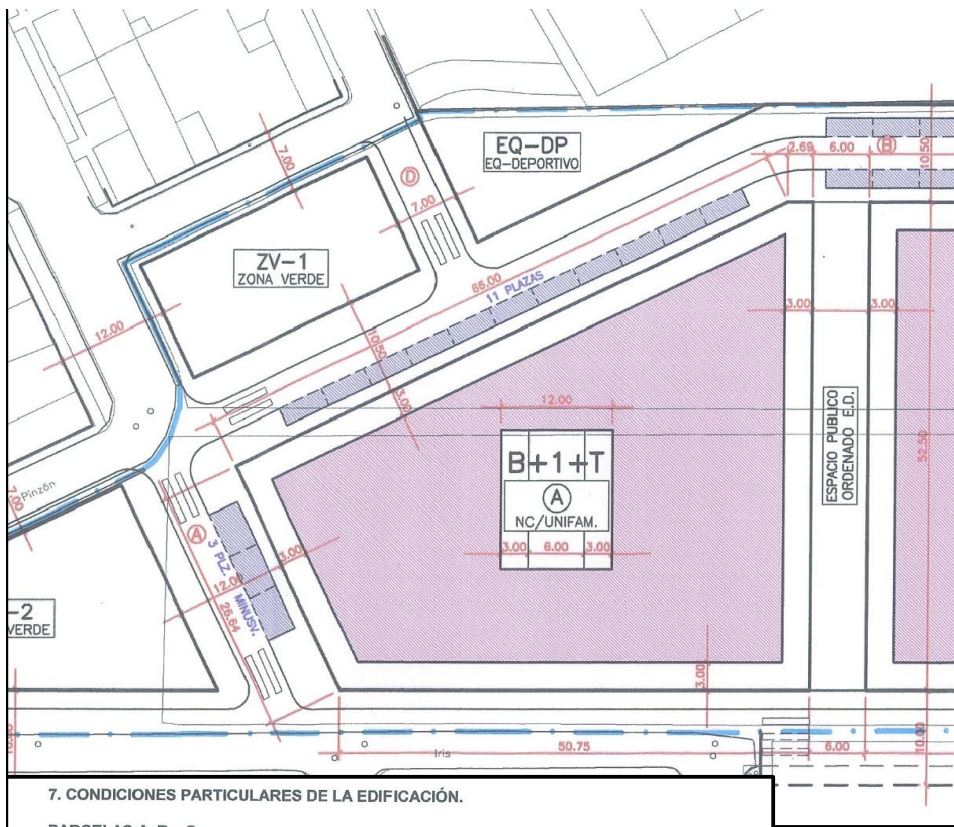 EQ-DP
EQ-DEPORTIVO
2.69
6.00
B
10.50
7.00
D
7.00
ZV-1
ZONA VERDE
66.00
11 PLAZAS
12.00
10.50
3.00
3.00
3.00
12.00
B+1+T
A
NC/UNIFAM.
3.00
6.00
3.00
ESPACIO PUBLICO
ORDENADO E.D.
52.50
Pinzón
7.00
A
3 PLZ. MINUSV.
3.00
12.00
26.64
-2
VERDE
3.00
Iris
50.75
6.00
10.00
7. CONDICIONES PARTICULARES DE LA EDIFICACIÓN.